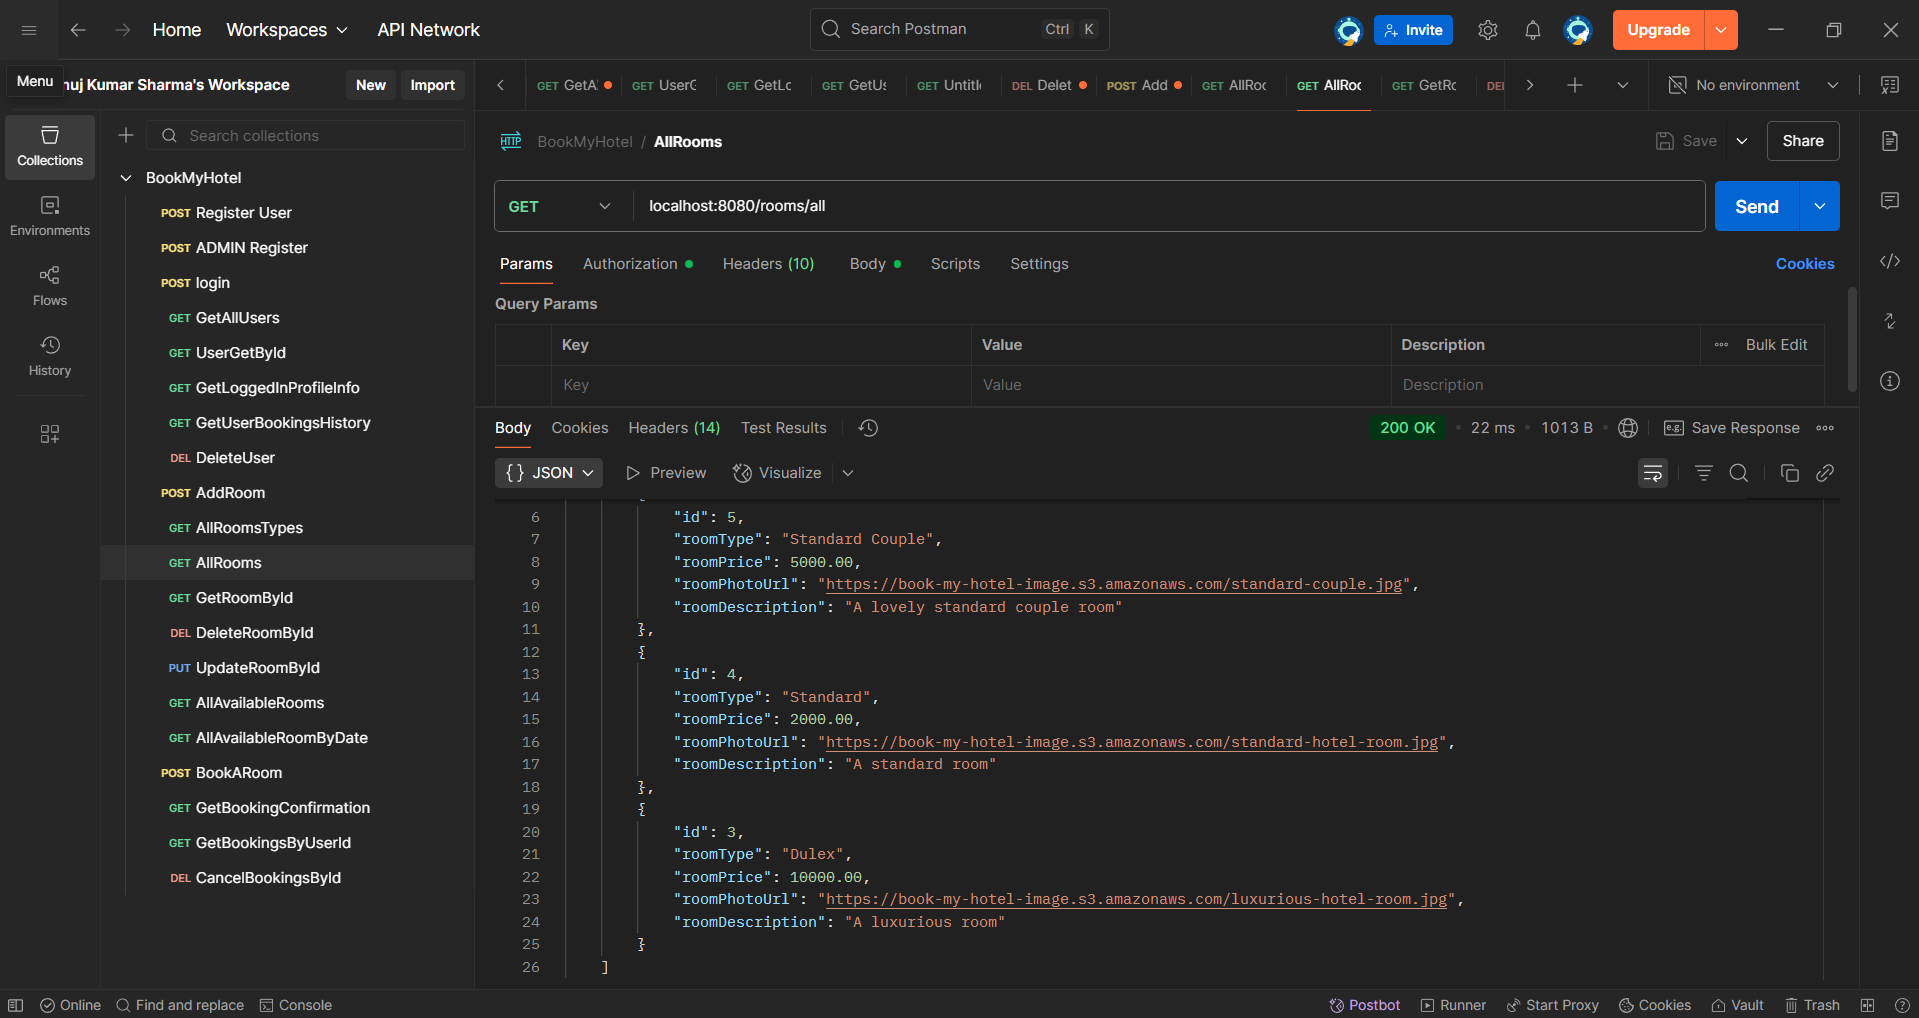 Home
Workspaces
API Network
Search Postman
Ctrl K
Invite
Upgrade
Menu
uj Kumar Sharma's Workspace
New
Import
GET GetA
UserG
GET GetLo
GET GetUs
GET Untitl
DEL Delet
POST Add
GET AllRoo
GET AllRoo
GET GetRo
DEL
No environment
Collections
Environments
Flows
History
Search collections
BookMyHotel
POST Register User
POST ADMIN Register
POST login
GET GetAllUsers
GET UserGetById
GET GetLoggedInProfileInfo
GET GetUserBookingsHistory
DEL DeleteUser
POST AddRoom
GET AllRoomsTypes
GET AllRooms
GET GetRoomById
DEL DeleteRoomById
PUT UpdateRoomById
GET AllAvailableRooms
GET AllAvailableRoomByDate
POST BookARoom
GET GetBookingConfirmation
GET GetBookingsByUserId
DEL CancelBookingsById
HTTP BookMyHotel / AllRooms
Save
Share
GET
localhost:8080/rooms/all
Send
Params Authorization Headers (10) Body Scripts Settings
Cookies
Query Params
Key Value Description Bulk Edit
Key Value Description
Body Cookies Headers (14) Test Results
200 OK • 22 ms • 1013 B
e.g. Save Response
{} JSON Preview Visualize
6 "id": 5,
7 "roomType": "Standard Couple",
8 "roomPrice": 5000.00,
9 "roomPhotoUrl": "https://book-my-hotel-image.s3.amazonaws.com/standard-couple.jpg",
10 "roomDescription": "A lovely standard couple room"
11 },
12 {
13 "id": 4,
14 "roomType": "Standard",
15 "roomPrice": 2000.00,
16 "roomPhotoUrl": "https://book-my-hotel-image.s3.amazonaws.com/standard-hotel-room.jpg",
17 "roomDescription": "A standard room"
18 },
19 {
20 "id": 3,
21 "roomType": "Dulex",
22 "roomPrice": 10000.00,
23 "roomPhotoUrl": "https://book-my-hotel-image.s3.amazonaws.com/luxurious-hotel-room.jpg",
24 "roomDescription": "A luxurious room"
25 }
26 ]
Online
Find and replace
Console
Postbot
Runner
Start Proxy
Cookies
Vault
Trash